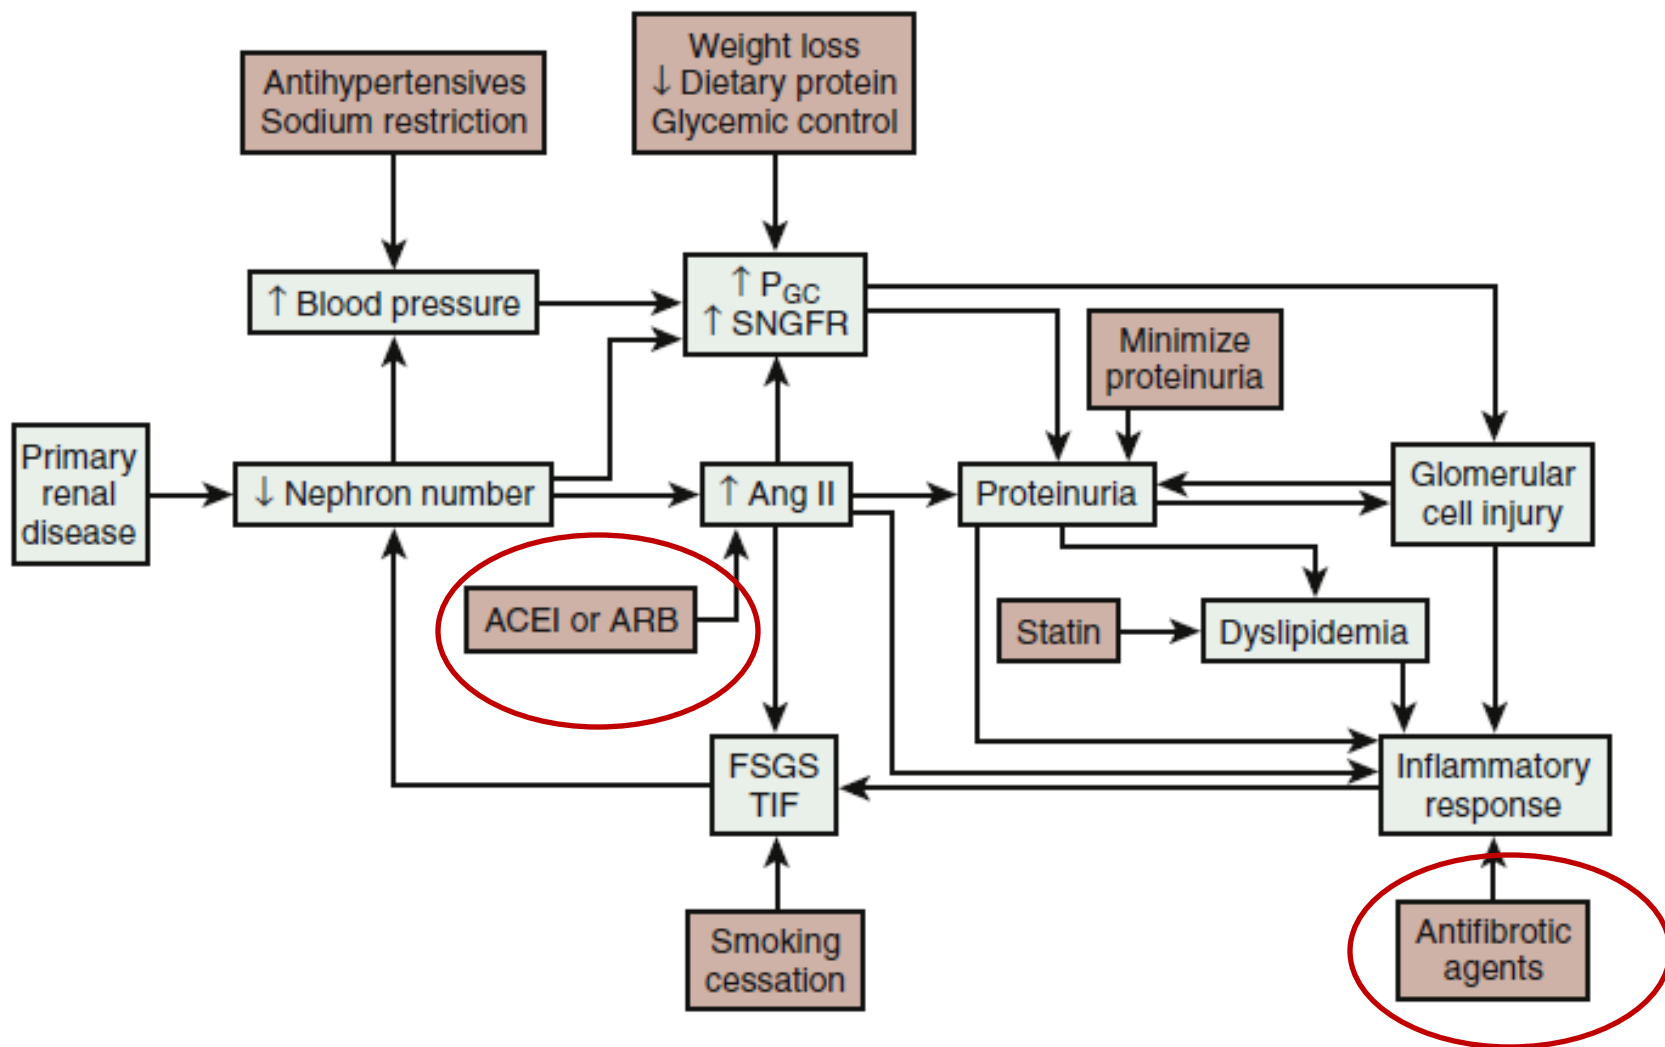 Antihypertensives
Sodium restriction
Weight loss
↓ Dietary protein
Glycemic control
↑ Blood pressure
↑ PGC
↑ SNGFR
Minimize
proteinuria
Primary
renal
disease
↓ Nephron number
↑ Ang II
Proteinuria
Glomerular
cell injury
ACEI or ARB
Statin
Dyslipidemia
FSGS
TIF
Inflammatory
response
Smoking
cessation
Antifibrotic
agents